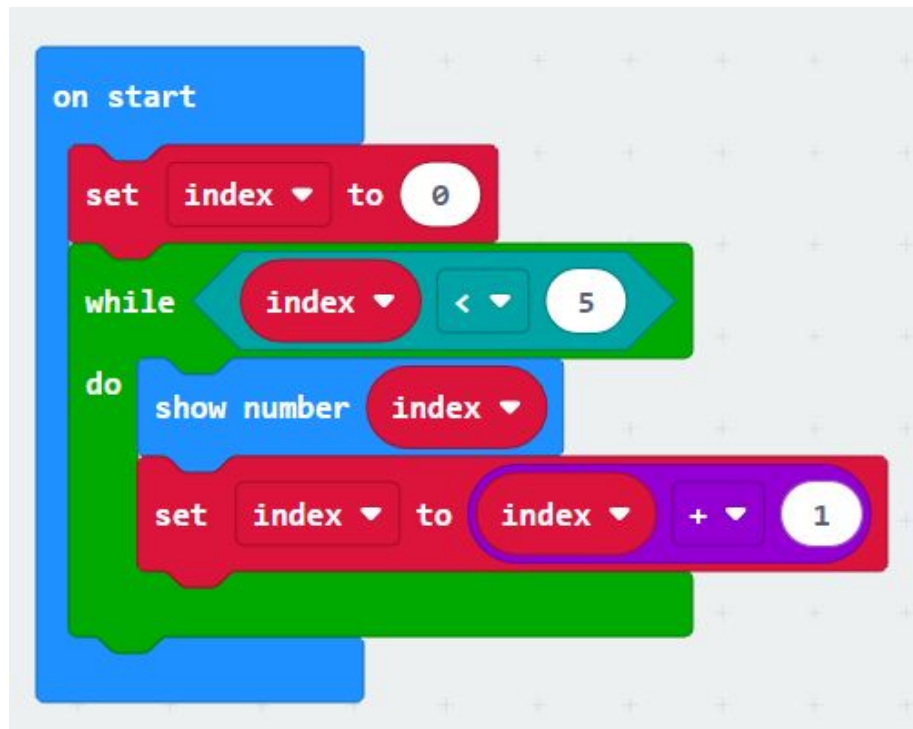 on start
set index to 0
while index < 5
do
show number index
set index to index + 1